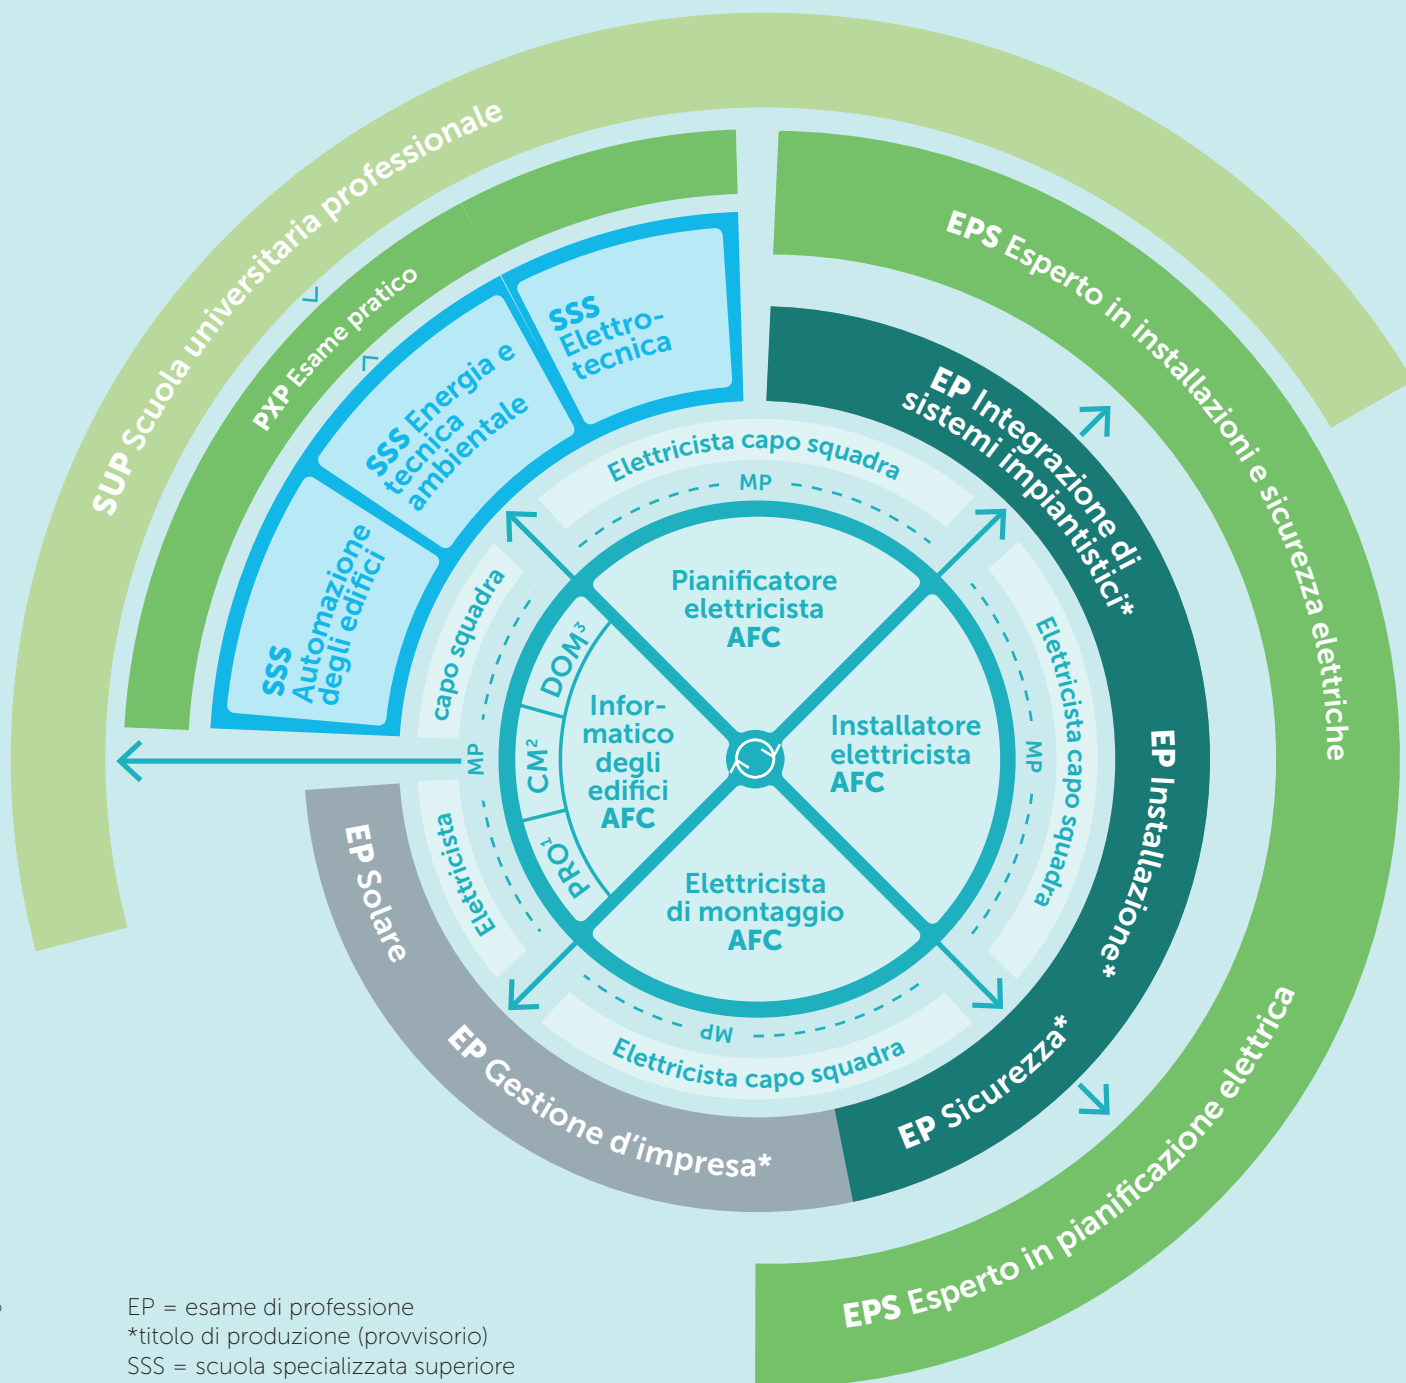 SUP Scuola universitaria professionale
PXP Esame pratico
EPS Esperto in installazioni e sicurezza elettriche
EPS Esperto in pianificazione elettrica
SSS
Elettro-
tecnica
SSS Energia e
tecnica
ambientale
SSS
Automazione
degli edifici
EP Integrazione di
sistemi impiantistici*
EP Installazione*
EP Sicurezza*
EP Gestione d'impresa*
EP Solare
Elettricista capo squadra
MP
Elettricista capo squadra
MP
Elettricista capo squadra
MP
Elettricista
capo squadra
MP
Pianificatore
elettricista
AFC
Installatore
elettricista
AFC
Elettricista
di montaggio
AFC
Infor-
matico
degli
edifici
AFC
DOM³
CM²
PRO¹
EP = esame di professione
*titolo di produzione (provvisorio)
SSS = scuola specializzata superiore